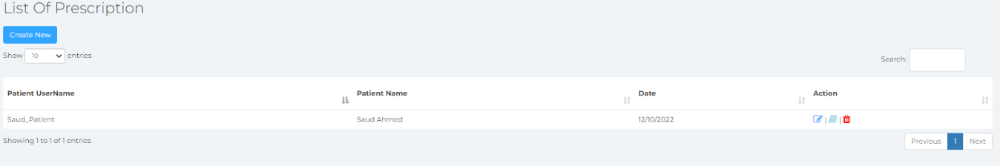 List Of Prescription
Create New
Show 10 entries
Search:
Patient UserName Patient Name Date Action
Saud_Patient Saud Ahmed 12/10/2022 | |
Showing 1 to 1 of 1 entries
Previous 1 Next